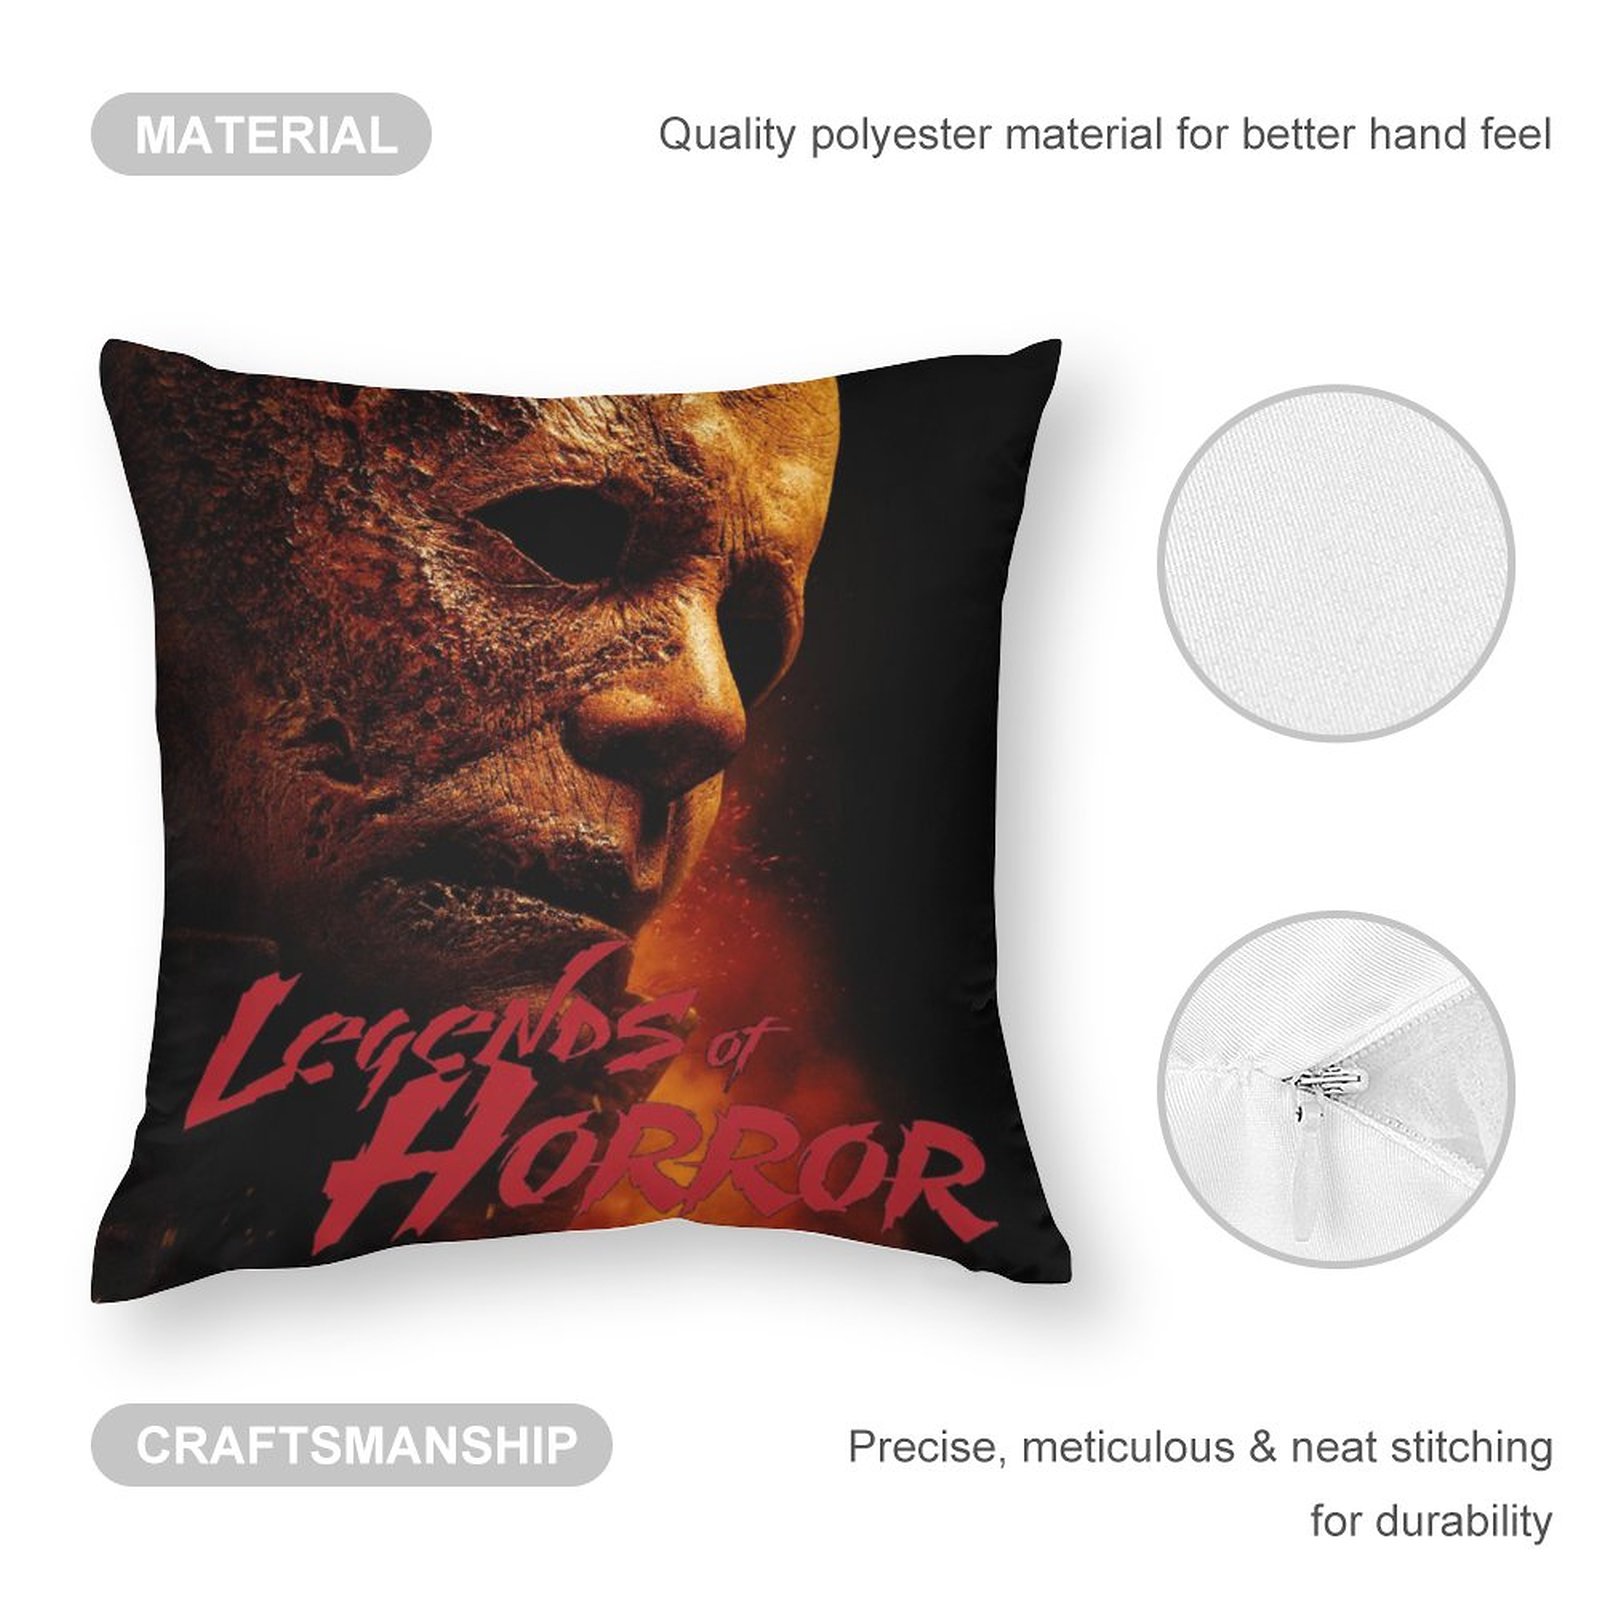 MATERIAL
Quality polyester material for better hand feel
LEGENDS OF
HORROR
CRAFTSMANSHIP
Precise, meticulous & neat stitching
for durability